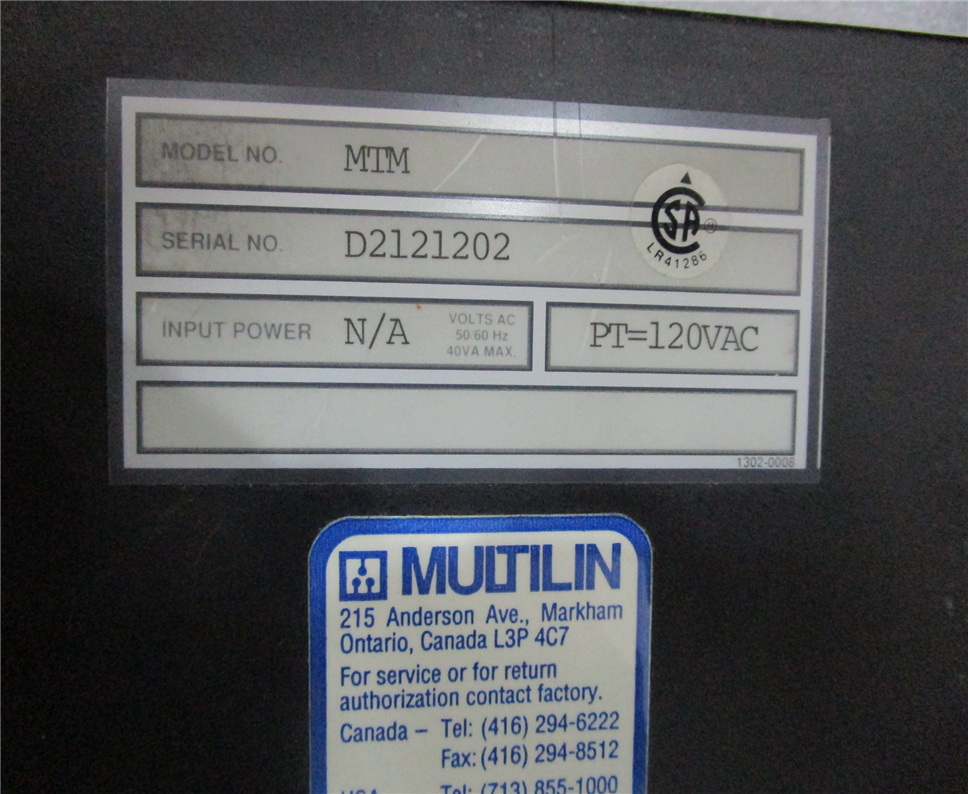 MODEL NO. MTM
SERIAL NO. D2121202
CSA ®
LR41286
INPUT POWER N/A VOLTS AC
50/60 Hz
40VA MAX.
PT=120VAC
1302-0008
MULTILIN
215 Anderson Ave., Markham
Ontario, Canada L3P 4C7
For service or for return
authorization contact factory.
Canada – Tel: (416) 294-6222
Fax: (416) 294-8512
Tel: (713) 855-1000